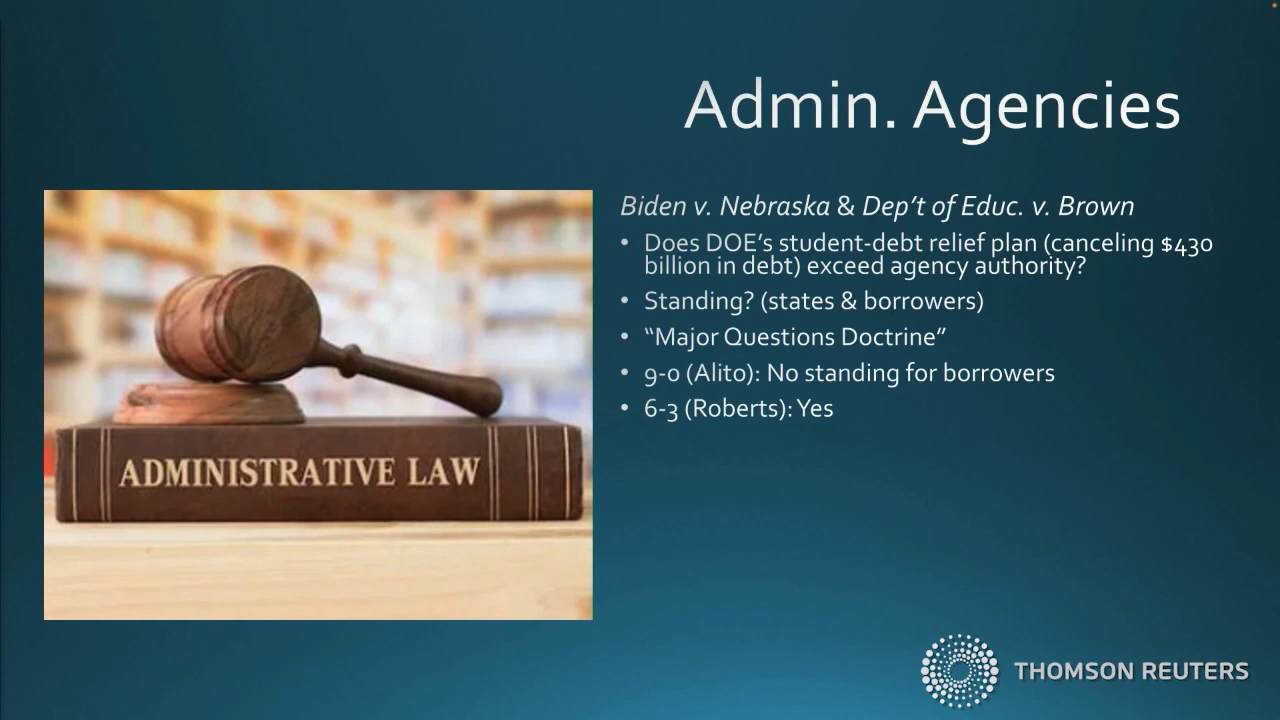 Admin. Agencies
Biden v. Nebraska & Dep’t of Educ. v. Brown
• Does DOE’s student-debt relief plan (canceling $430
billion in debt) exceed agency authority?
• Standing? (states & borrowers)
• “Major Questions Doctrine”
• 9-0 (Alito): No standing for borrowers
• 6-3 (Roberts): Yes
ADMINISTRATIVE LAW
THOMSON REUTERS